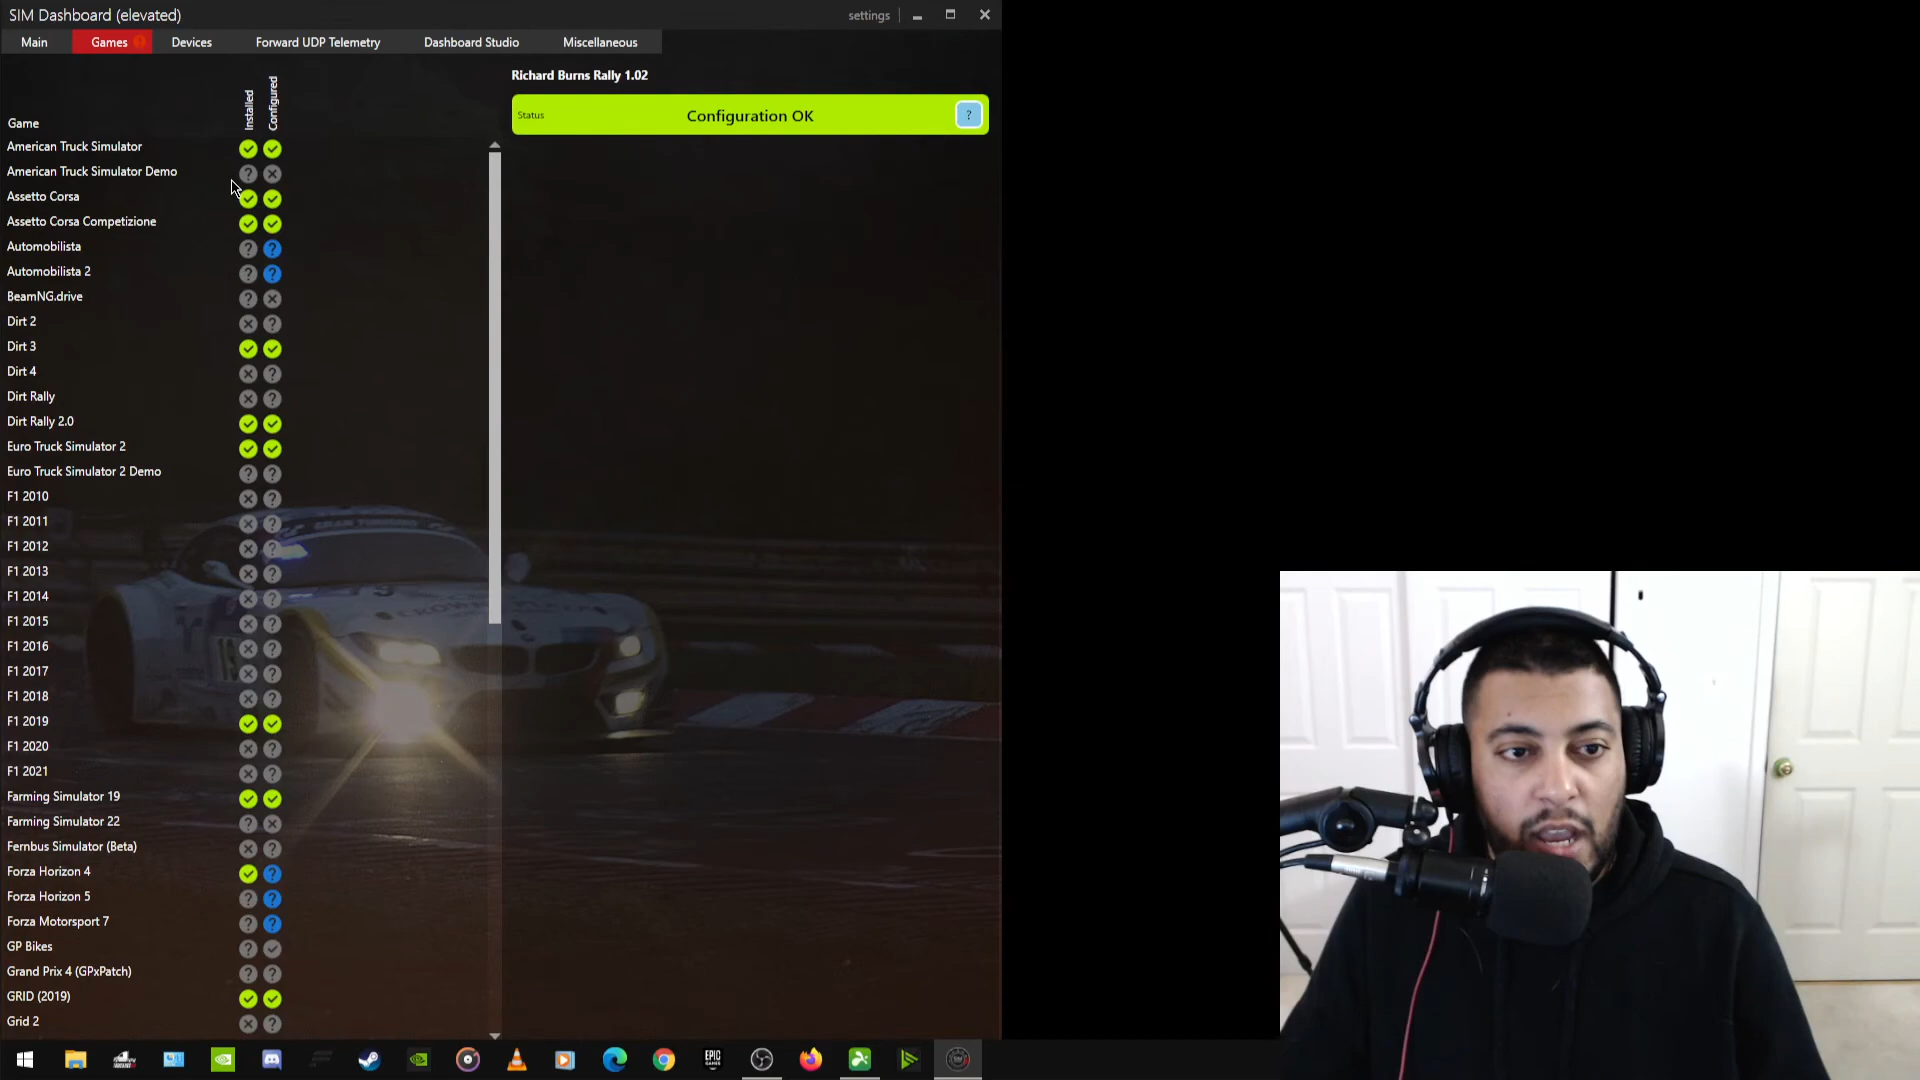 SIM Dashboard (elevated)
settings
Main
Games
Devices
Forward UDP Telemetry
Dashboard Studio
Miscellaneous
Game
Installed
Configured
Richard Burns Rally 1.02
Status
Configuration OK
?
American Truck Simulator
American Truck Simulator Demo
Assetto Corsa
Assetto Corsa Competizione
Automobilista
Automobilista 2
BeamNG.drive
Dirt 2
Dirt 3
Dirt 4
Dirt Rally
Dirt Rally 2.0
Euro Truck Simulator 2
Euro Truck Simulator 2 Demo
F1 2010
F1 2011
F1 2012
F1 2013
F1 2014
F1 2015
F1 2016
F1 2017
F1 2018
F1 2019
F1 2020
F1 2021
Farming Simulator 19
Farming Simulator 22
Fernbus Simulator (Beta)
Forza Horizon 4
Forza Horizon 5
Forza Motorsport 7
GP Bikes
Grand Prix 4 (GPxPatch)
GRID (2019)
Grid 2
EPIC